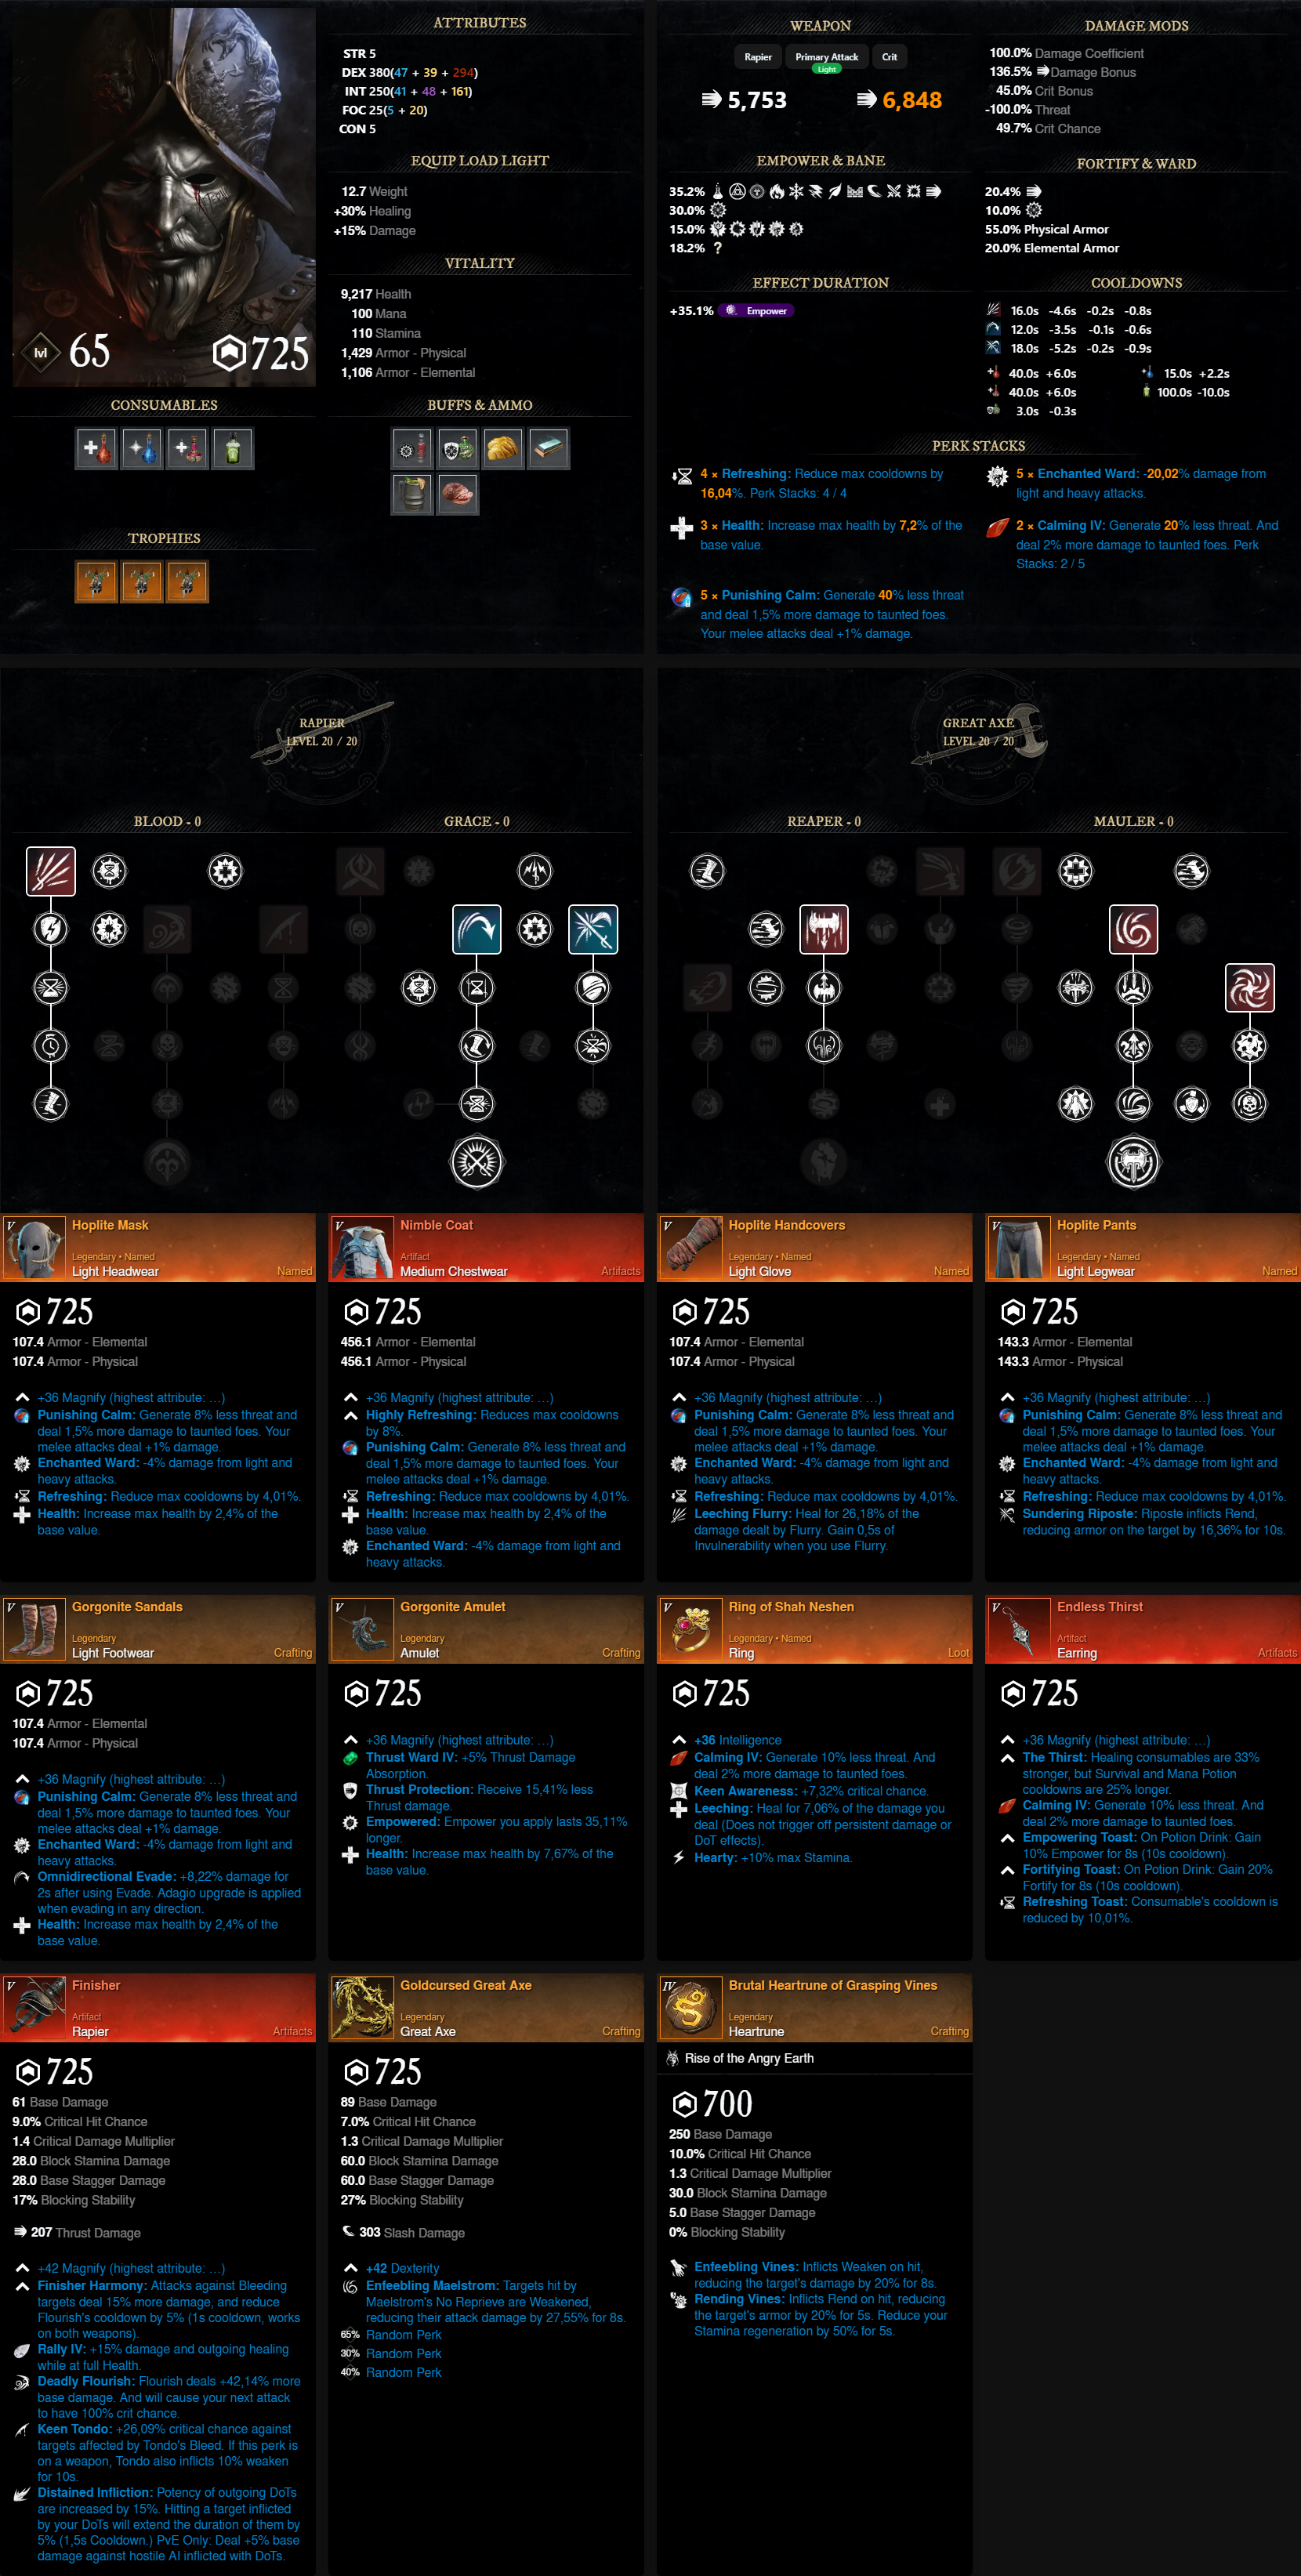 ATTRIBUTES
STR 5
DEX 380(47 + 39 + 294)
INT 250(41 + 48 + 161)
FOC 25(5 + 20)
CON 5
EQUIP LOAD LIGHT
12.7 Weight
+30% Healing
+15% Damage
VITALITY
9,217 Health
100 Mana
110 Stamina
1,429 Armor - Physical
1,106 Armor - Elemental
lvl 65
725
CONSUMABLES
BUFFS & AMMO
TROPHIES
WEAPON
Rapier
Primary Attack
Light
Crit
5,753
6,848
DAMAGE MODS
100.0% Damage Coefficient
136.5% Damage Bonus
45.0% Crit Bonus
-100.0% Threat
49.7% Crit Chance
EMPOWER & BANE
35.2%
30.0%
15.0%
18.2% ?
FORTIFY & WARD
20.4%
10.0%
55.0% Physical Armor
20.0% Elemental Armor
EFFECT DURATION
+35.1% Empower
COOLDOWNS
16.0s -4.6s -0.2s -0.8s
12.0s -3.5s -0.1s -0.6s
18.0s -5.2s -0.2s -0.9s
40.0s +6.0s
15.0s +2.2s
40.0s +6.0s
100.0s -10.0s
3.0s -0.3s
PERK STACKS
4 × Refreshing: Reduce max cooldowns by
16,04%. Perk Stacks: 4 / 4
5 × Enchanted Ward: -20,02% damage from
light and heavy attacks.
3 × Health: Increase max health by 7,2% of the
base value.
2 × Calming IV: Generate 20% less threat. And
deal 2% more damage to taunted foes. Perk
Stacks: 2 / 5
5 × Punishing Calm: Generate 40% less threat
and deal 1,5% more damage to taunted foes.
Your melee attacks deal +1% damage.
RAPIER
LEVEL 20 / 20
BLOOD - 0
GRACE - 0
GREAT AXE
LEVEL 20 / 20
REAPER - 0
MAULER - 0
V
Hoplite Mask
Legendary • Named
Light Headwear
Named
725
107.4 Armor - Elemental
107.4 Armor - Physical
+36 Magnify (highest attribute: ...)
Punishing Calm: Generate 8% less threat and
deal 1,5% more damage to taunted foes. Your
melee attacks deal +1% damage.
Enchanted Ward: -4% damage from light and
heavy attacks.
Refreshing: Reduce max cooldowns by 4,01%.
Health: Increase max health by 2,4% of the
base value.
V
Nimble Coat
Artifact
Medium Chestwear
Artifacts
725
456.1 Armor - Elemental
456.1 Armor - Physical
+36 Magnify (highest attribute: ...)
Highly Refreshing: Reduces max cooldowns
by 8%.
Punishing Calm: Generate 8% less threat and
deal 1,5% more damage to taunted foes. Your
melee attacks deal +1% damage.
Refreshing: Reduce max cooldowns by 4,01%.
Health: Increase max health by 2,4% of the
base value.
Enchanted Ward: -4% damage from light and
heavy attacks.
V
Hoplite Handcovers
Legendary • Named
Light Glove
Named
725
107.4 Armor - Elemental
107.4 Armor - Physical
+36 Magnify (highest attribute: ...)
Punishing Calm: Generate 8% less threat and
deal 1,5% more damage to taunted foes. Your
melee attacks deal +1% damage.
Enchanted Ward: -4% damage from light and
heavy attacks.
Refreshing: Reduce max cooldowns by 4,01%.
Leeching Flurry: Heal for 26,18% of the
damage dealt by Flurry. Gain 0,5s of
Invulnerability when you use Flurry.
V
Hoplite Pants
Legendary • Named
Light Legwear
Named
725
143.3 Armor - Elemental
143.3 Armor - Physical
+36 Magnify (highest attribute: ...)
Punishing Calm: Generate 8% less threat and
deal 1,5% more damage to taunted foes. Your
melee attacks deal +1% damage.
Enchanted Ward: -4% damage from light and
heavy attacks.
Refreshing: Reduce max cooldowns by 4,01%.
Sundering Riposte: Riposte inflicts Rend,
reducing armor on the target by 16,36% for 10s.
V
Gorgonite Sandals
Legendary
Light Footwear
Crafting
725
107.4 Armor - Elemental
107.4 Armor - Physical
+36 Magnify (highest attribute: ...)
Punishing Calm: Generate 8% less threat and
deal 1,5% more damage to taunted foes. Your
melee attacks deal +1% damage.
Enchanted Ward: -4% damage from light and
heavy attacks.
Omnidirectional Evade: +8,22% damage for
2s after using Evade. Adagio upgrade is applied
when evading in any direction.
Health: Increase max health by 2,4% of the
base value.
V
Gorgonite Amulet
Legendary
Amulet
Crafting
725
+36 Magnify (highest attribute: ...)
Thrust Ward IV: +5% Thrust Damage
Absorption.
Thrust Protection: Receive 15,41% less
Thrust damage.
Empowered: Empower you apply lasts 35,11%
longer.
Health: Increase max health by 7,67% of the
base value.
V
Ring of Shah Neshen
Legendary • Named
Ring
Loot
725
+36 Intelligence
Calming IV: Generate 10% less threat. And
deal 2% more damage to taunted foes.
Keen Awareness: +7,32% critical chance.
Leeching: Heal for 7,06% of the damage you
deal (Does not trigger off persistent damage or
DoT effects).
Hearty: +10% max Stamina.
V
Endless Thirst
Artifact
Earring
Artifacts
725
+36 Magnify (highest attribute: ...)
The Thirst: Healing consumables are 33%
stronger, but Survival and Mana Potion
cooldowns are 25% longer.
Calming IV: Generate 10% less threat. And
deal 2% more damage to taunted foes.
Empowering Toast: On Potion Drink: Gain
10% Empower for 8s (10s cooldown).
Fortifying Toast: On Potion Drink: Gain 20%
Fortify for 8s (10s cooldown).
Refreshing Toast: Consumable's cooldown is
reduced by 10,01%.
V
Finisher
Artifact
Rapier
Artifacts
725
61 Base Damage
9.0% Critical Hit Chance
1.4 Critical Damage Multiplier
28.0 Block Stamina Damage
28.0 Base Stagger Damage
17% Blocking Stability
207 Thrust Damage
+42 Magnify (highest attribute: ...)
Finisher Harmony: Attacks against Bleeding
targets deal 15% more damage, and reduce
Flourish's cooldown by 5% (1s cooldown, works
on both weapons).
Rally IV: +15% damage and outgoing healing
while at full Health.
Deadly Flourish: Flourish deals +42,14% more
base damage. And will cause your next attack
to have 100% crit chance.
Keen Tondo: +26,09% critical chance against
targets affected by Tondo's Bleed. If this perk is
on a weapon, Tondo also inflicts 10% weaken
for 10s.
Distained Infliction: Potency of outgoing DoTs
are increased by 15%. Hitting a target inflicted
by your DoTs will extend the duration of them by
5% (1,5s Cooldown.) PvE Only: Deal +5% base
damage against hostile AI inflicted with DoTs.
V
Goldcursed Great Axe
Legendary
Great Axe
Crafting
725
89 Base Damage
7.0% Critical Hit Chance
1.3 Critical Damage Multiplier
60.0 Block Stamina Damage
60.0 Base Stagger Damage
27% Blocking Stability
303 Slash Damage
+42 Dexterity
Enfeebling Maelstrom: Targets hit by
Maelstrom's No Reprieve are Weakened,
reducing their attack damage by 27,55% for 8s.
65% Random Perk
30% Random Perk
40% Random Perk
IV
Brutal Heartrune of Grasping Vines
Legendary
Heartrune
Crafting
Rise of the Angry Earth
700
250 Base Damage
10.0% Critical Hit Chance
1.3 Critical Damage Multiplier
30.0 Block Stamina Damage
5.0 Base Stagger Damage
0% Blocking Stability
Enfeebling Vines: Inflicts Weaken on hit,
reducing the target's damage by 20% for 8s.
Rending Vines: Inflicts Rend on hit, reducing
the target's armor by 20% for 5s. Reduce your
Stamina regeneration by 50% for 5s.